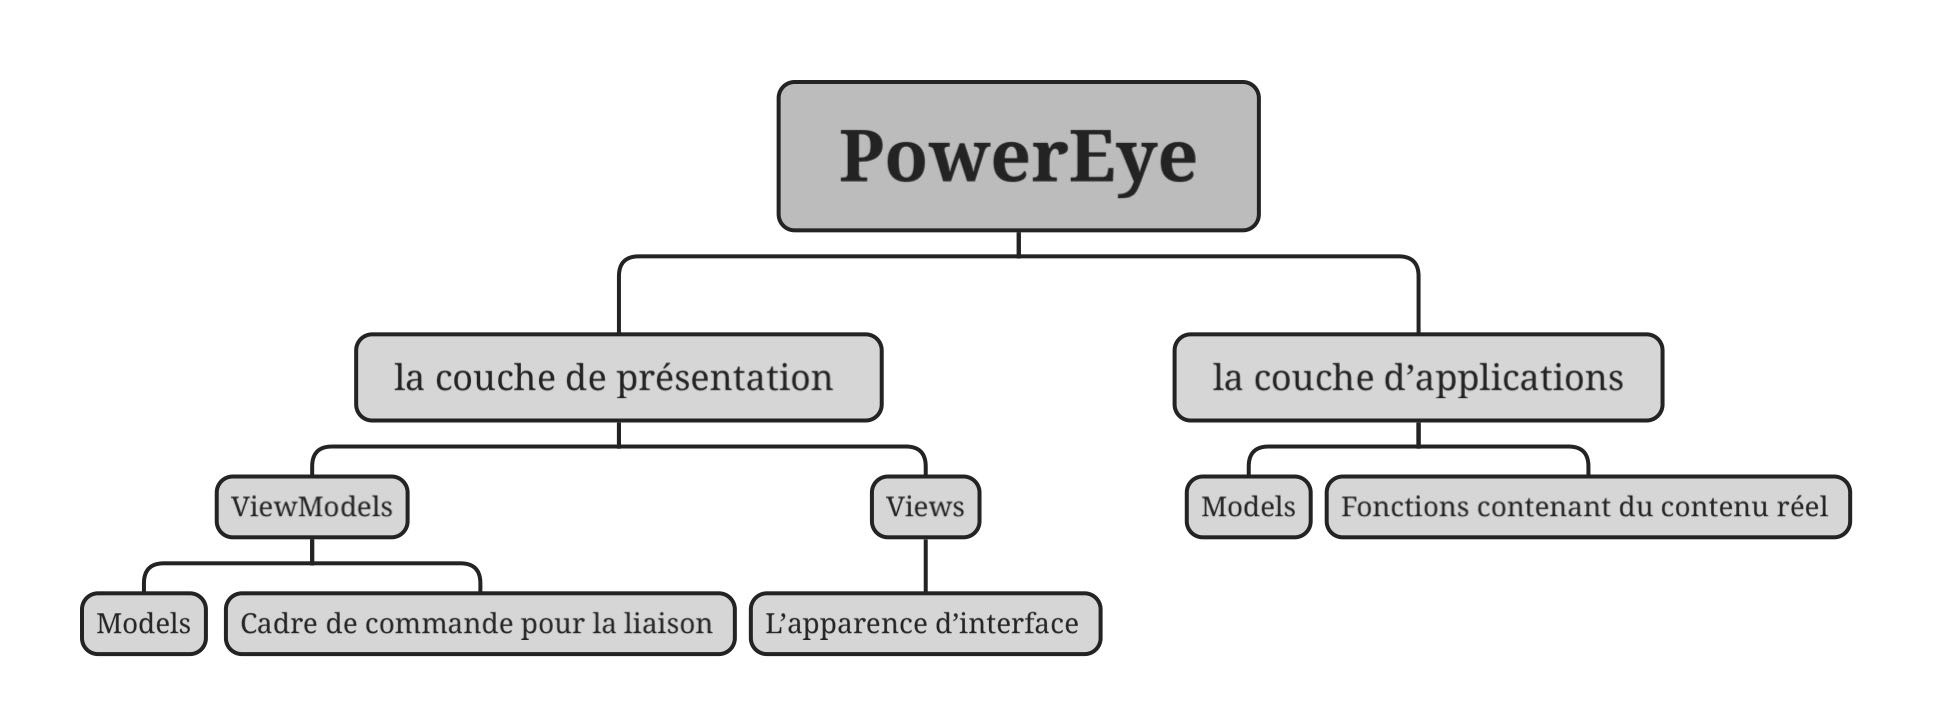 PowerEye
la couche de présentation
la couche d’applications
ViewModels
Views
Models
Fonctions contenant du contenu réel
Models
Cadre de commande pour la liaison
L’apparence d’interface